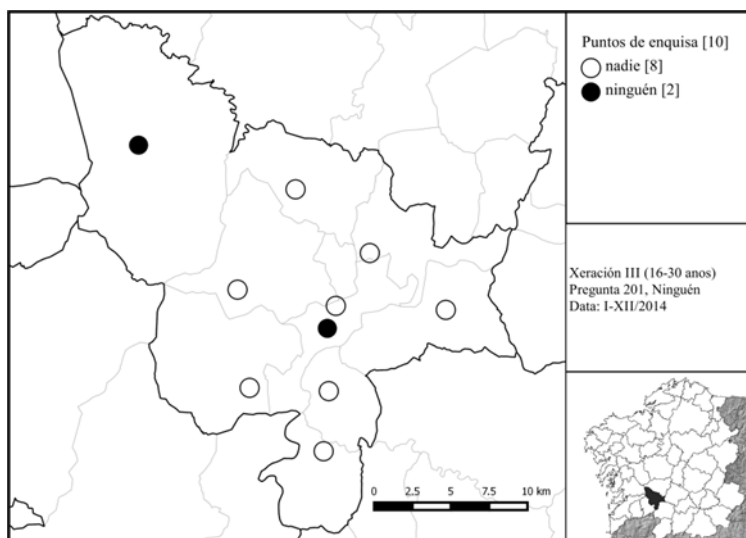 Puntos de enquisa [10]
nadie [8]
ninguén [2]
Xeración III (16-30 anos)
Pregunta 201, Ninguén
Data: I-XII/2014
0 2.5 5 7.5 10 km